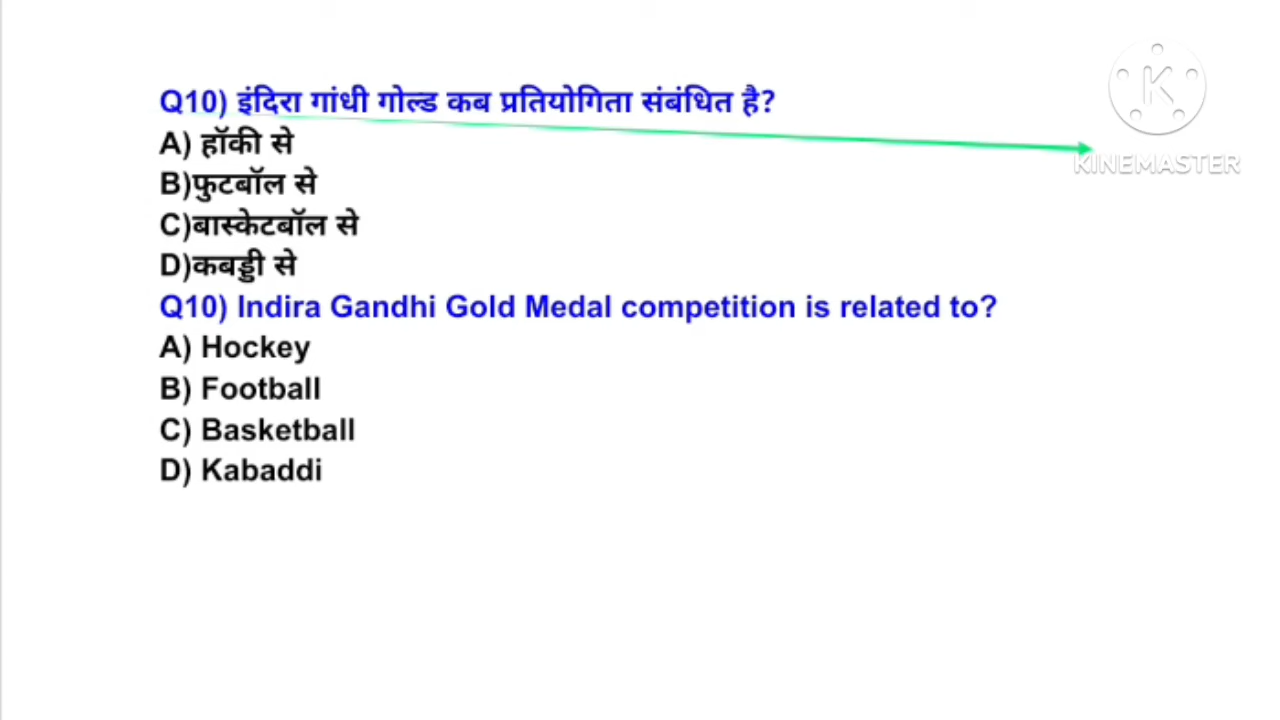 Q10) इंदिरा गांधी गोल्ड कब प्रतियोगिता संबंधित है?
A) हॉकी से
B)फुटबॉल से
C)बास्केटबॉल से
D)कबड्डी से
Q10) Indira Gandhi Gold Medal competition is related to?
A) Hockey
B) Football
C) Basketball
D) Kabaddi
K
KINEMASTER